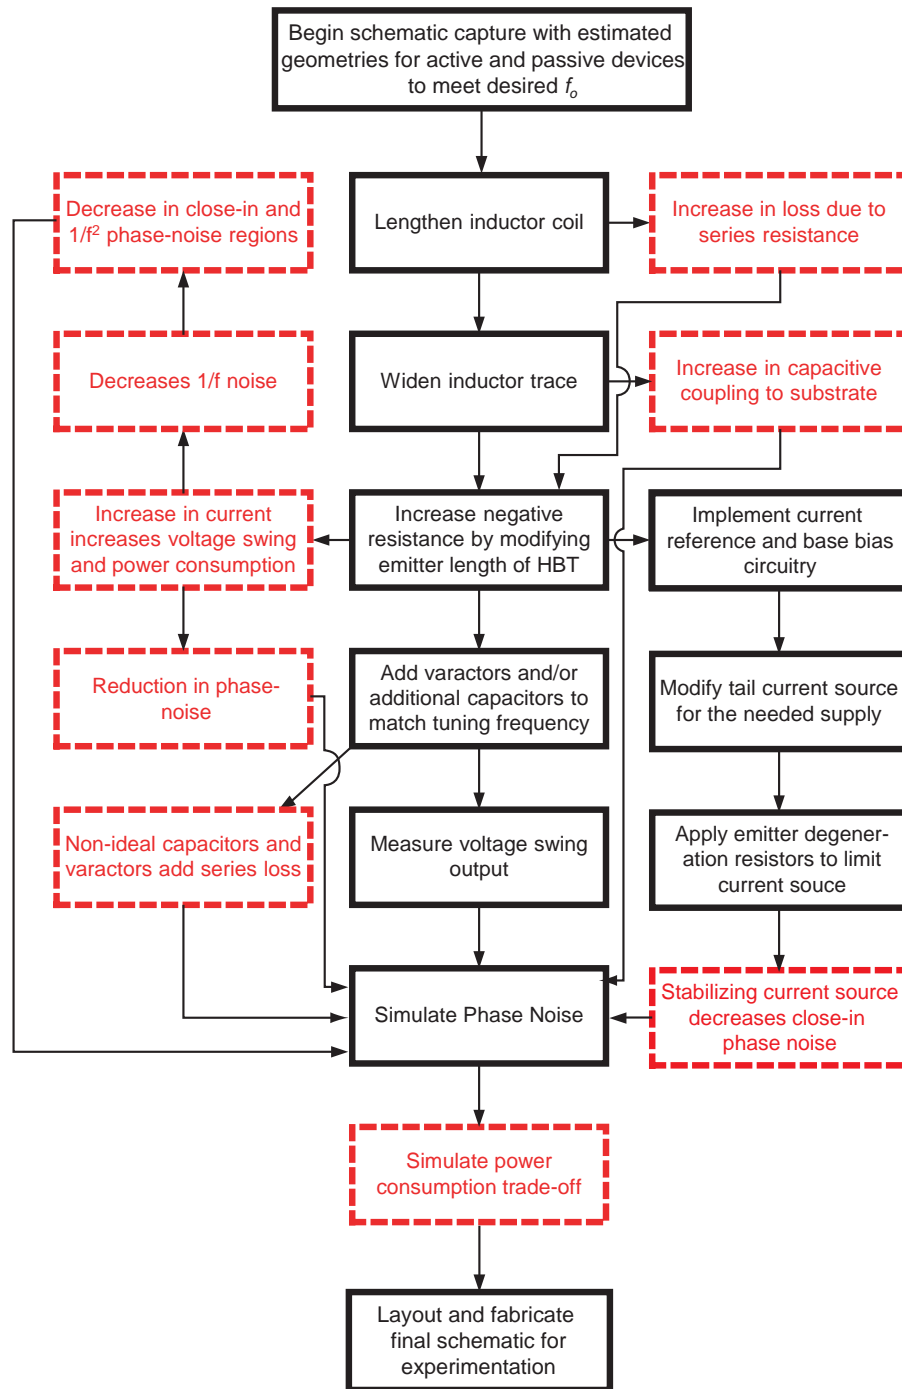 Begin schematic capture with estimated
geometries for active and passive devices
to meet desired fo
Decrease in close-in and
1/f² phase-noise regions
Lengthen inductor coil
Increase in loss due to
series resistance
Decreases 1/f noise
Widen inductor trace
Increase in capacitive
coupling to substrate
Increase in current
increases voltage swing
and power consumption
Increase negative
resistance by modifying
emitter length of HBT
Implement current
reference and base bias
circuitry
Reduction in phase-
noise
Add varactors and/or
additional capacitors to
match tuning frequency
Modify tail current source
for the needed supply
Non-ideal capacitors and
varactors add series loss
Measure voltage swing
output
Apply emitter degener-
ation resistors to limit
current souce
Simulate Phase Noise
Stabilizing current source
decreases close-in
phase noise
Simulate power
consumption trade-off
Layout and fabricate
final schematic for
experimentation